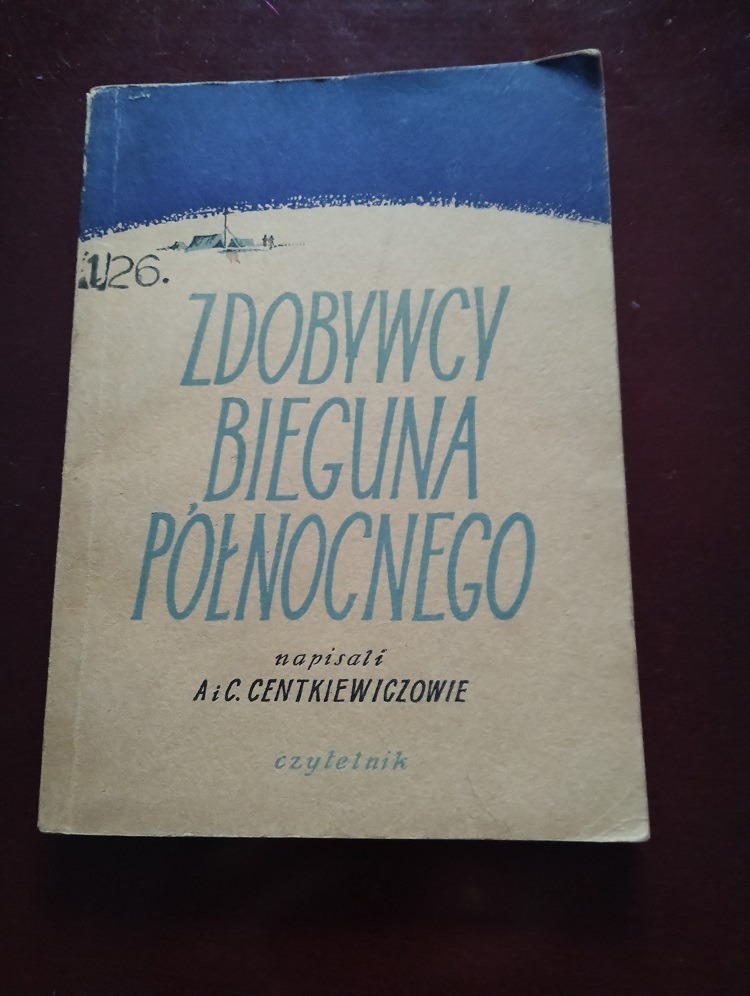 1/26.
ZDOBYWCY
BIEGUNA
PÓŁNOCNEGO
napisali
A i C. CENTKIEWICZOWIE
czytelnik